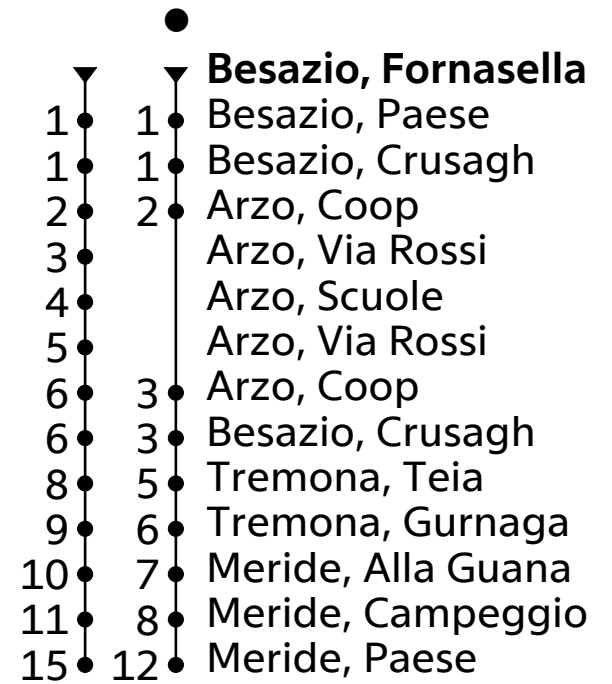 Besazio, Fornasella
1 1 Besazio, Paese
1 1 Besazio, Crusagh
2 2 Arzo, Coop
3 Arzo, Via Rossi
4 Arzo, Scuole
5 Arzo, Via Rossi
6 3 Arzo, Coop
6 3 Besazio, Crusagh
8 5 Tremona, Teia
9 6 Tremona, Gurnaga
10 7 Meride, Alla Guana
11 8 Meride, Campeggio
15 12 Meride, Paese